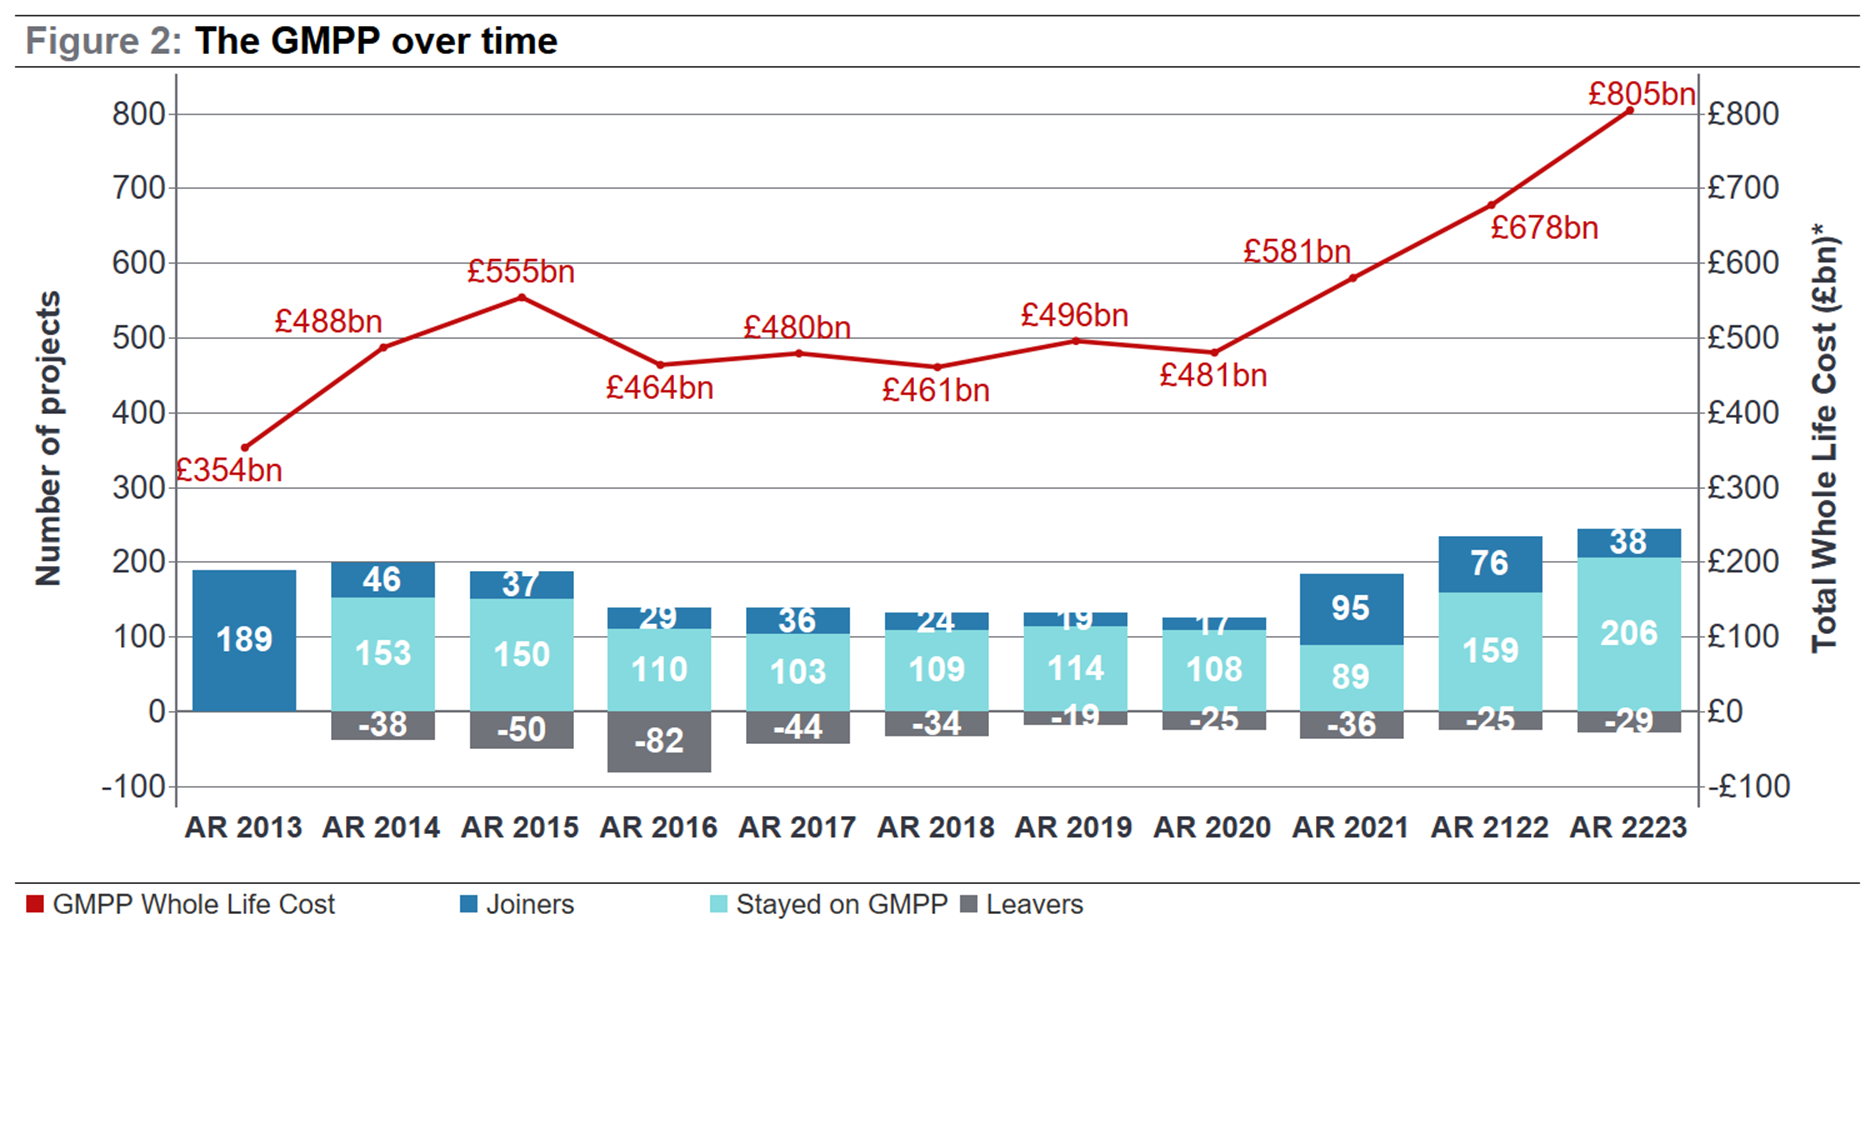 Figure 2: The GMPP over time
Number of projects
800
700
600
500
400
300
200
100
0
-100
£354bn
£488bn
£555bn
£464bn
£480bn
£461bn
£496bn
£481bn
£581bn
£678bn
£805bn
189
46
37
29
36
24
19
17
95
76
38
153
150
110
103
109
114
108
89
159
206
-38
-50
-82
-44
-34
-19
-25
-36
-25
-29
£800
£700
£600
£500
£400
£300
£200
£100
£0
-£100
Total Whole Life Cost (£bn)*
AR 2013
AR 2014
AR 2015
AR 2016
AR 2017
AR 2018
AR 2019
AR 2020
AR 2021
AR 2122
AR 2223
GMPP Whole Life Cost
Joiners
Stayed on GMPP
Leavers